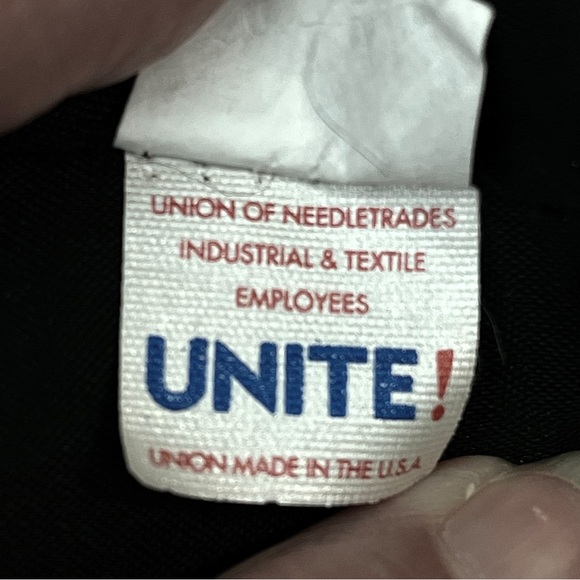 UNION OF NEEDLETRADES
INDUSTRIAL & TEXTILE
EMPLOYEES
UNITE!
UNION MADE IN THE U.S.A